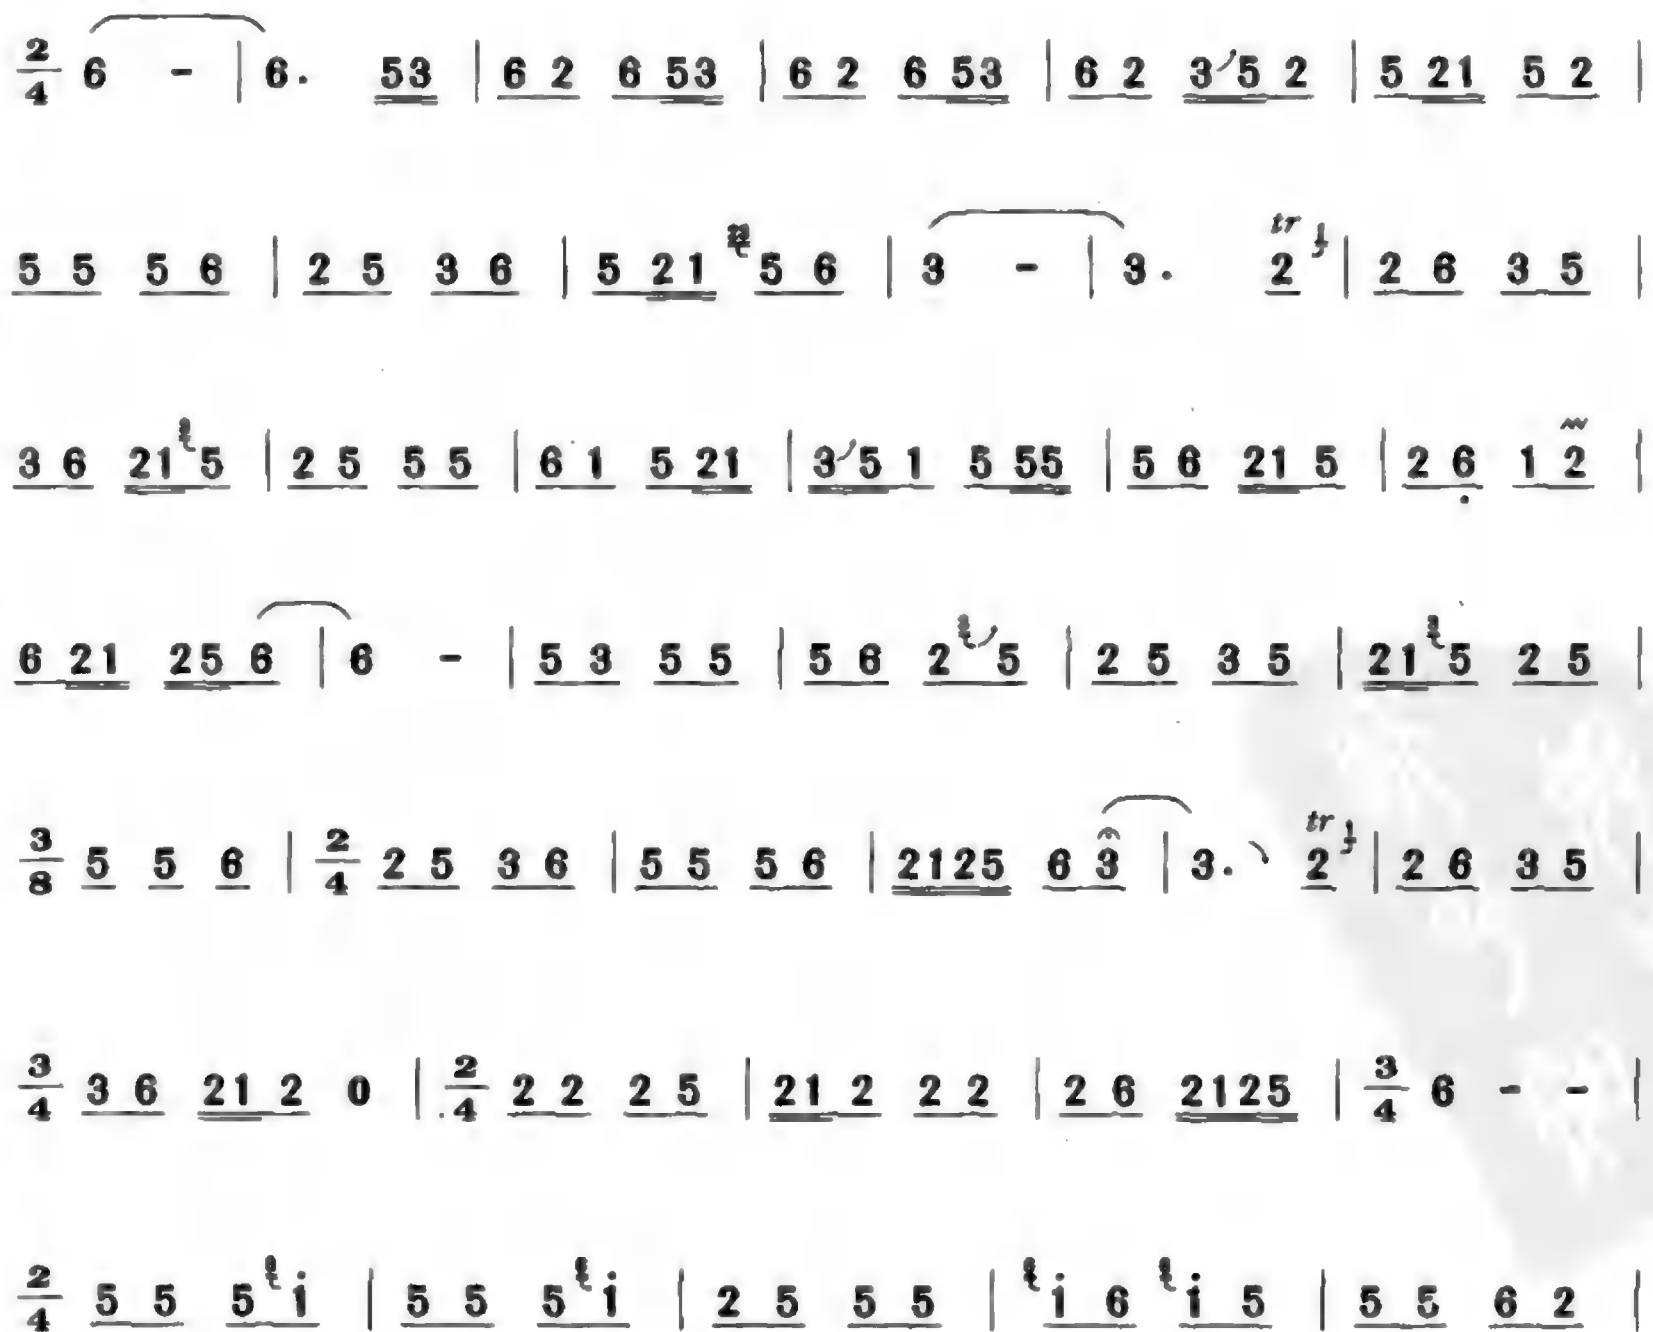 2/4 6 - | 6. 53 | 6 2 6 53 | 6 2 6 53 | 6 2 3 5 2 | 5 21 5 2 |
5 5 5 6 | 2 5 3 6 | 5 21 5 6 | 3 - | 3. tr 2 1 | 2 6 3 5 |
3 6 21 5 | 2 5 5 5 | 6 1 5 21 | 3 5 1 5 55 | 5 6 21 5 | 2 6̣ 1 2 |
6 21 25 6 | 6 - | 5 3 5 5 | 5 6 2 5 | 2 5 3 5 | 21 5 2 5 |
3/8 5 5 6 | 2/4 2 5 3 6 | 5 5 5 6 | 2125 6 3 | 3. tr 2 1 | 2 6 3 5 |
3/4 3 6 21 2 0 | 2/4 2 2 2 5 | 21 2 2 2 | 2 6 2125 | 3/4 6 - - |
2/4 5 5 5 1̇ | 5 5 5 1̇ | 2 5 5 5 | 1̇ 6 1̇ 5 | 5 5 6 2 |